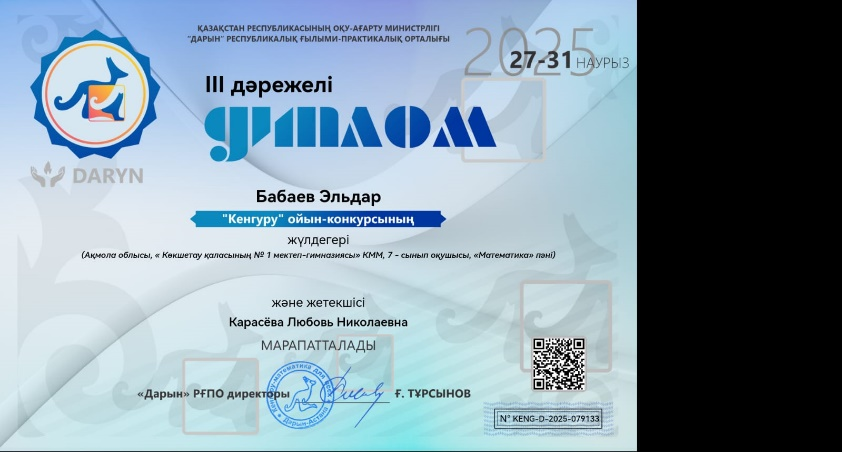 ҚАЗАҚСТАН РЕСПУБЛИКАСЫНЫҢ ОҚУ-АҒАРТУ МИНИСТРЛІГІ
"ДАРЫН" РЕСПУБЛИКАЛЫҚ ҒЫЛЫМИ-ПРАКТИКАЛЫҚ ОРТАЛЫҒЫ
2025
27-31 НАУРЫЗ
III дәрежелі
ДИПЛОМ
DARYN
Бабаев Эльдар
"Кенгуру" ойын-конкурсының
жүлдегері
(Ақмола облысы, « Көкшетау қаласының № 1 мектеп-гимназиясы» КММ, 7 - сынып оқушысы, «Математика» пәні)
және жетекшісі
Карасёва Любовь Николаевна
МАРАПАТТАЛАДЫ
«Дарын» РҒПО директоры
Ғ. ТҰРСЫНОВ
N° KENG-D-2025-079133